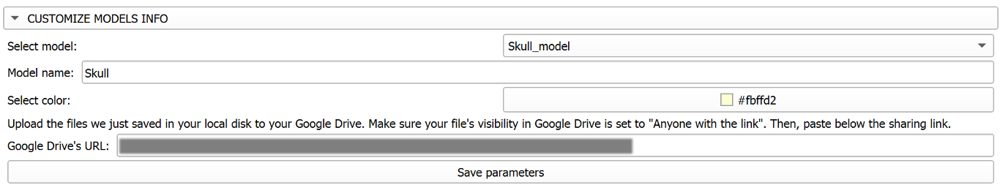 CUSTOMIZE MODELS INFO
Select model: Skull_model
Model name: Skull
Select color: #fbffd2
Upload the files we just saved in your local disk to your Google Drive. Make sure your file's visibility in Google Drive is set to "Anyone with the link". Then, paste below the sharing link.
Google Drive's URL:
Save parameters